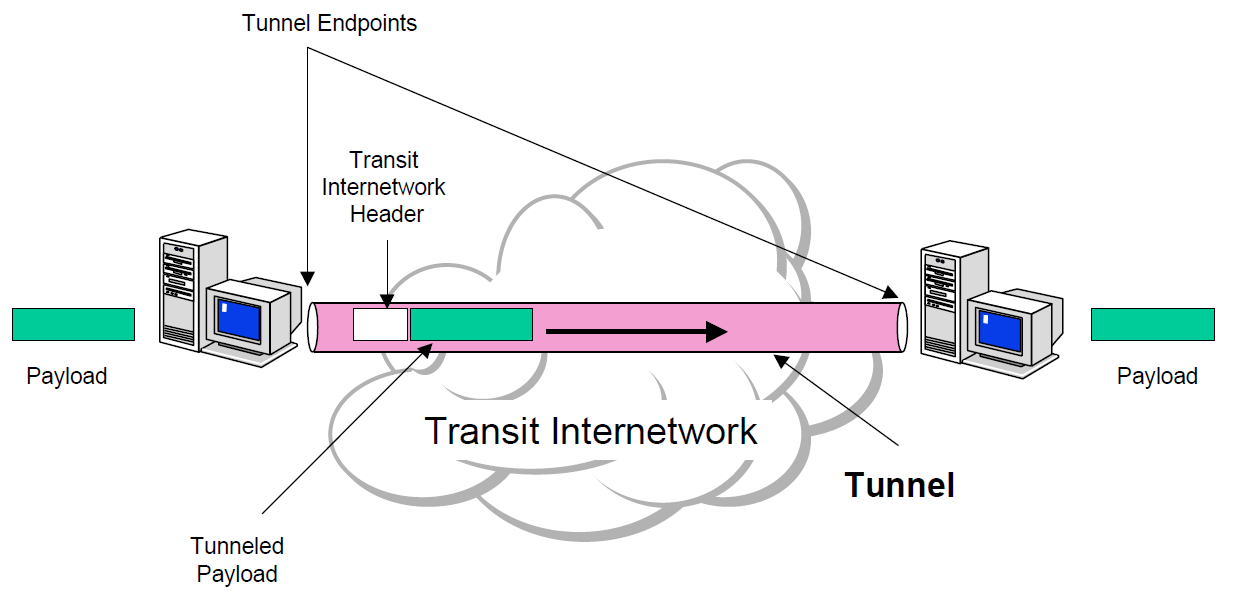 Tunnel Endpoints
Transit
Internetwork
Header
Payload
Payload
Transit Internetwork
Tunnel
Tunneled
Payload